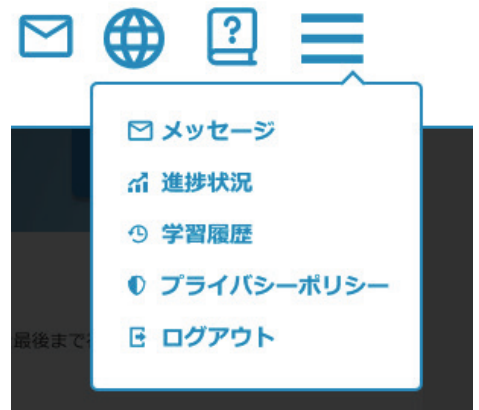 メッセージ
進捗状況
学習履歴
プライバシーポリシー
ログアウト
最後まで